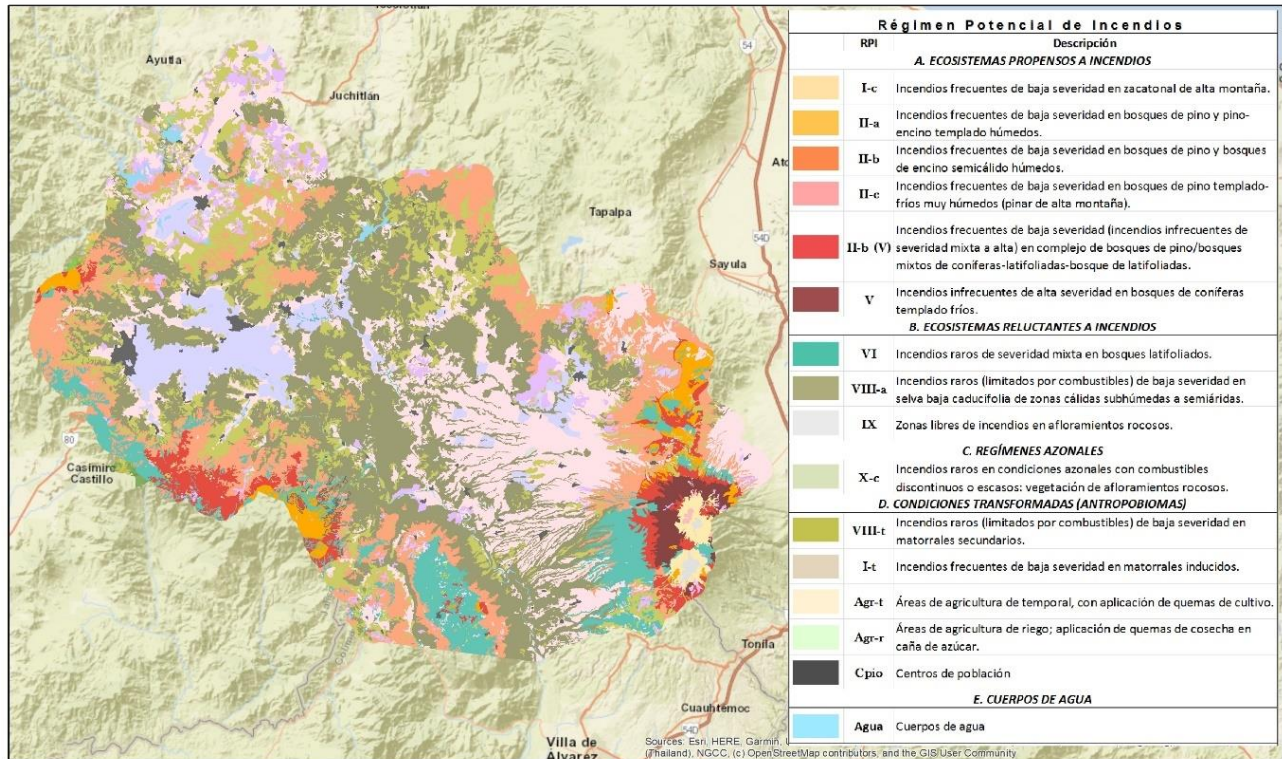 Ayutla
Juchitlán
Tapalpa
Sayula
54
54D
80
Casimiro
Castillo
Tonila
Cuauhtemoc
54D
Villa de
Álvarez
Sources: Esri, HERE, Garmin,
(Thailand), NGCC, (c) OpenStreetMap contributors, and the GIS User Community
Régimen Potencial de Incendios
RPI Descripción
A. ECOSISTEMAS PROPENSOS A INCENDIOS
I-c Incendios frecuentes de baja severidad en zacatonal de alta montaña.
II-a Incendios frecuentes de baja severidad en bosques de pino y pino-
encino templado húmedos.
II-b Incendios frecuentes de baja severidad en bosques de pino y bosques
de encino semicálido húmedos.
II-c Incendios frecuentes de baja severidad en bosques de pino templado-
fríos muy húmedos (pinar de alta montaña).
Incendios frecuentes de baja severidad (incendios infrecuentes de
II-b (V) severidad mixta a alta) en complejo de bosques de pino/bosques
mixtos de coníferas-latifoliadas-bosque de latifoliadas.
V Incendios infrecuentes de alta severidad en bosques de coníferas
templado fríos.
B. ECOSISTEMAS RELUCTANTES A INCENDIOS
VI Incendios raros de severidad mixta en bosques latifoliados.
VIII-a Incendios raros (limitados por combustibles) de baja severidad en
selva baja caducifolia de zonas cálidas subhúmedas a semiáridas.
IX Zonas libres de incendios en afloramientos rocosos.
C. REGÍMENES AZONALES
X-c Incendios raros en condiciones azonales con combustibles
discontinuos o escasos: vegetación de afloramientos rocosos.
D. CONDICIONES TRANSFORMADAS (ANTROPOBIOMAS)
VIII-t Incendios raros (limitados por combustibles) de baja severidad en
matorrales secundarios.
I-t Incendios frecuentes de baja severidad en matorrales inducidos.
Agr-t Áreas de agricultura de temporal, con aplicación de quemas de cultivo.
Agr-r Áreas de agricultura de riego; aplicación de quemas de cosecha en
caña de azúcar.
Cpio Centros de población
E. CUERPOS DE AGUA
Agua Cuerpos de agua